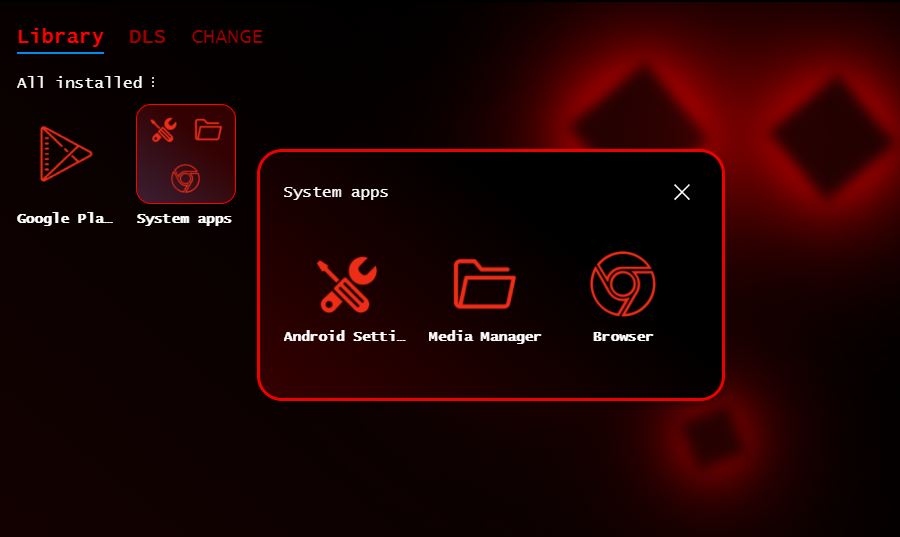 Library DLS CHANGE
All installed
Google Pla… System apps
System apps
Android Setti… Media Manager Browser